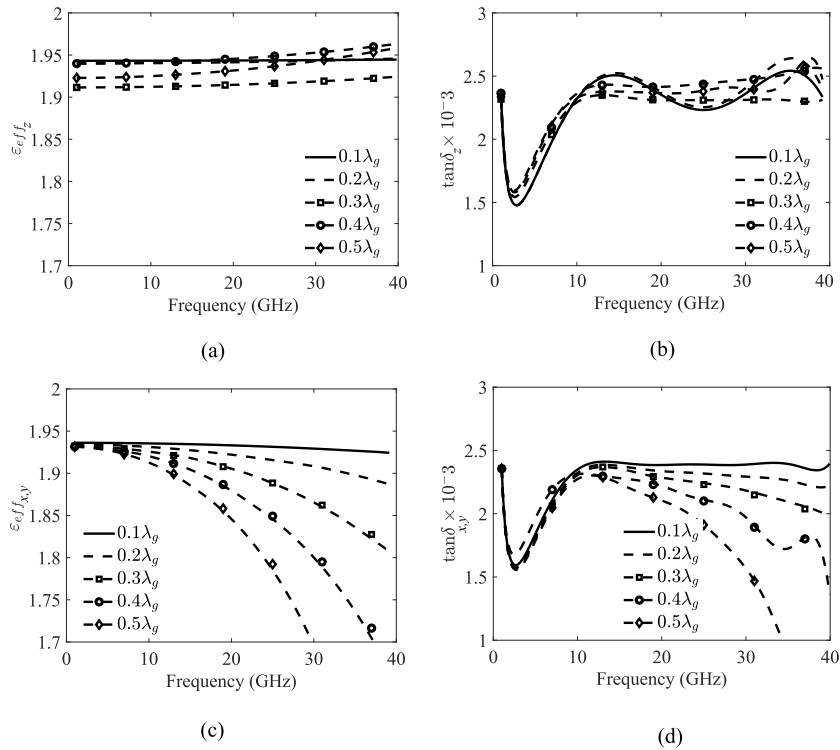 2
1.95
1.9
1.85
1.8
1.75
1.7
0 10 20 30 40
Frequency (GHz)
ε_{eff_z}
0.1λ_g
0.2λ_g
0.3λ_g
0.4λ_g
0.5λ_g
(a)
3
2.5
2
1.5
1
0 10 20 30 40
Frequency (GHz)
tanδ_z × 10−3
0.1λ_g
0.2λ_g
0.3λ_g
0.4λ_g
0.5λ_g
(b)
2
1.95
1.9
1.85
1.8
1.75
1.7
0 10 20 30 40
Frequency (GHz)
ε_{eff_{x,y}}
0.1λ_g
0.2λ_g
0.3λ_g
0.4λ_g
0.5λ_g
(c)
3
2.5
2
1.5
1
0 10 20 30 40
Frequency (GHz)
tanδ_{x,y} × 10−3
0.1λ_g
0.2λ_g
0.3λ_g
0.4λ_g
0.5λ_g
(d)